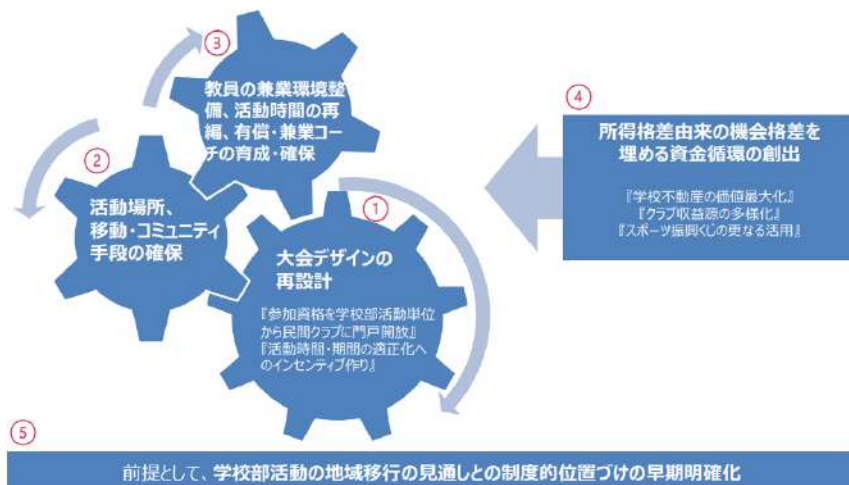 ③
教員の兼業環境整
備、活動時間の再
編、有償・兼業コー
チの育成・確保
②
活動場所、
移動・コミュニティ
手段の確保
①
大会デザインの
再設計
『参加資格を学校部活動単位
から民間クラブに門戸開放』
『活動時間・期間の適正化へ
のインセンティブ作り』
④
所得格差由来の機会格差を
埋める資金循環の創出
『学校不動産の価値最大化』
『クラブ収益源の多様化』
『スポーツ振興くじの更なる活用』
⑤
前提として、学校部活動の地域移行の見通しとの制度的位置づけの早期明確化